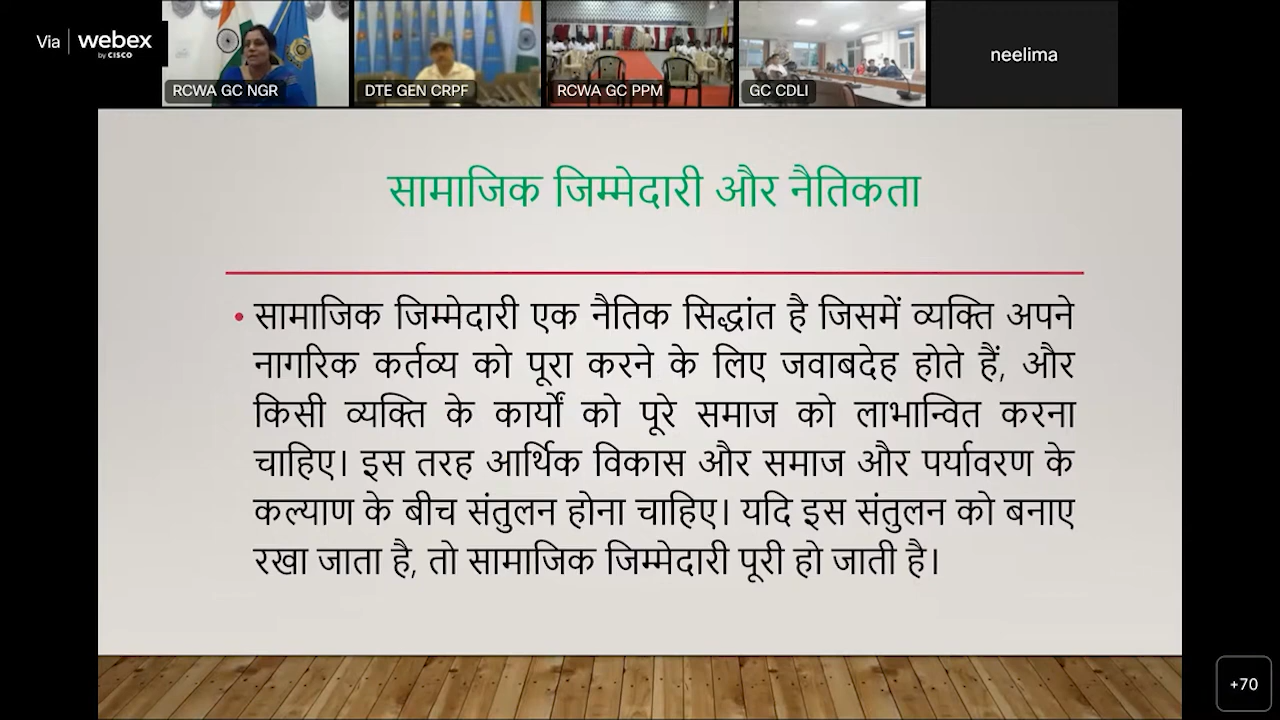 Via webex
by CISCO
RCWA GC NGR
DTE GEN CRPF
RCWA GC PPM
GC CDLI
neelima
सामाजिक जिम्मेदारी और नैतिकता
• सामाजिक जिम्मेदारी एक नैतिक सिद्धांत है जिसमें व्यक्ति अपने
नागरिक कर्तव्य को पूरा करने के लिए जवाबदेह होते हैं, और
किसी व्यक्ति के कार्यों को पूरे समाज को लाभान्वित करना
चाहिए। इस तरह आर्थिक विकास और समाज और पर्यावरण के
कल्याण के बीच संतुलन होना चाहिए। यदि इस संतुलन को बनाए
रखा जाता है, तो सामाजिक जिम्मेदारी पूरी हो जाती है।
+70